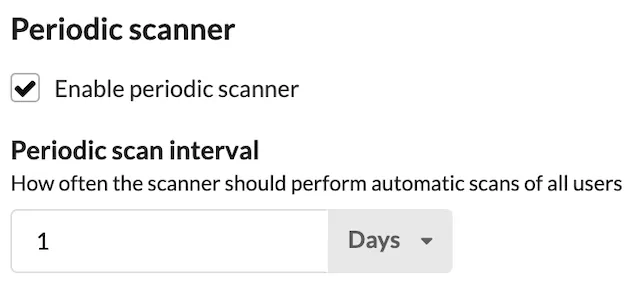 Periodic scanner
Enable periodic scanner
Periodic scan interval
How often the scanner should perform automatic scans of all users
1 Days